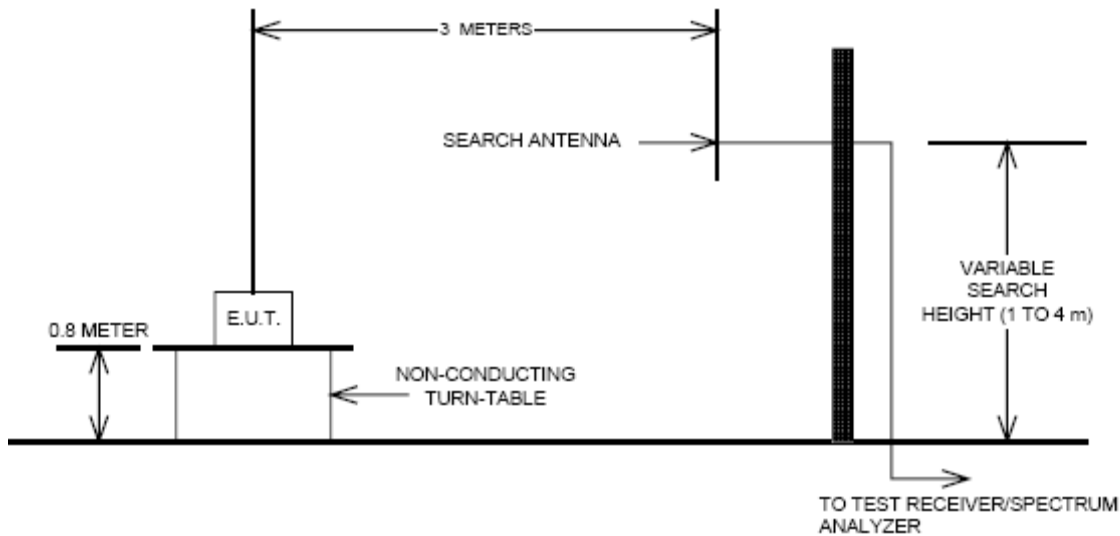 3 METERS
SEARCH ANTENNA
VARIABLE
SEARCH
HEIGHT (1 TO 4 m)
E.U.T.
0.8 METER
NON-CONDUCTING
TURN-TABLE
TO TEST RECEIVER/SPECTRUM
ANALYZER